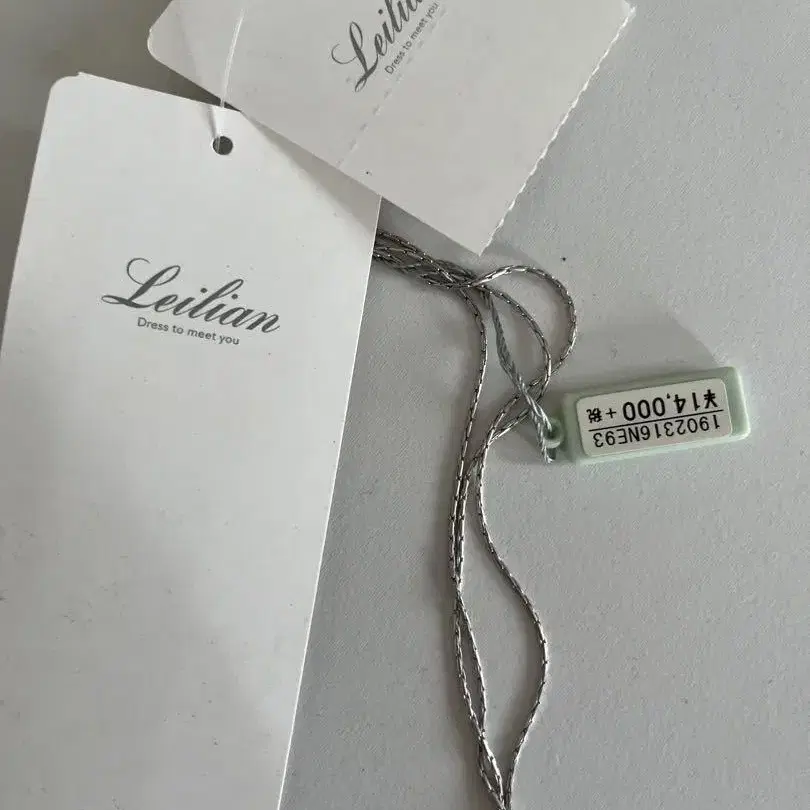 Leilian
Dress to meet you
Leilian
Dress to meet you
1902316NE93
¥14,000 + 税